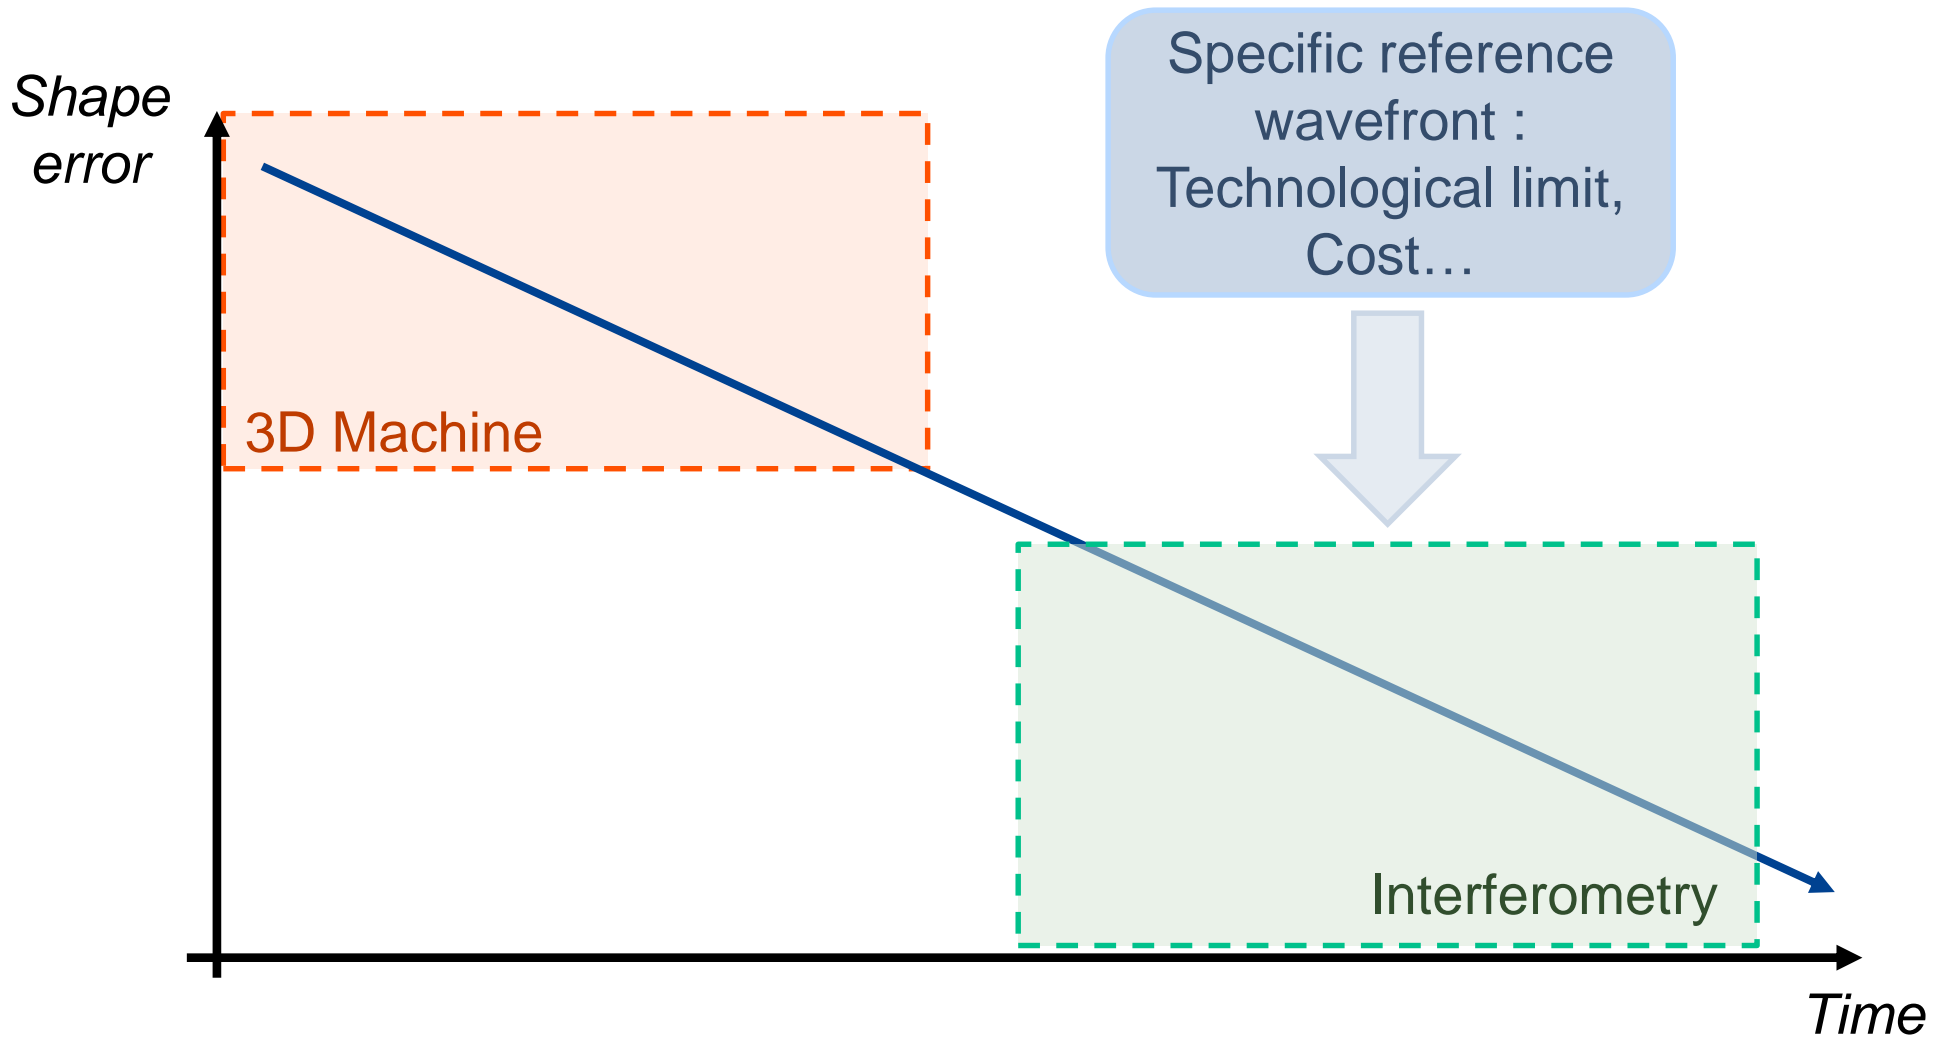 Shape
error
Specific reference
wavefront :
Technological limit,
Cost…
3D Machine
Interferometry
Time